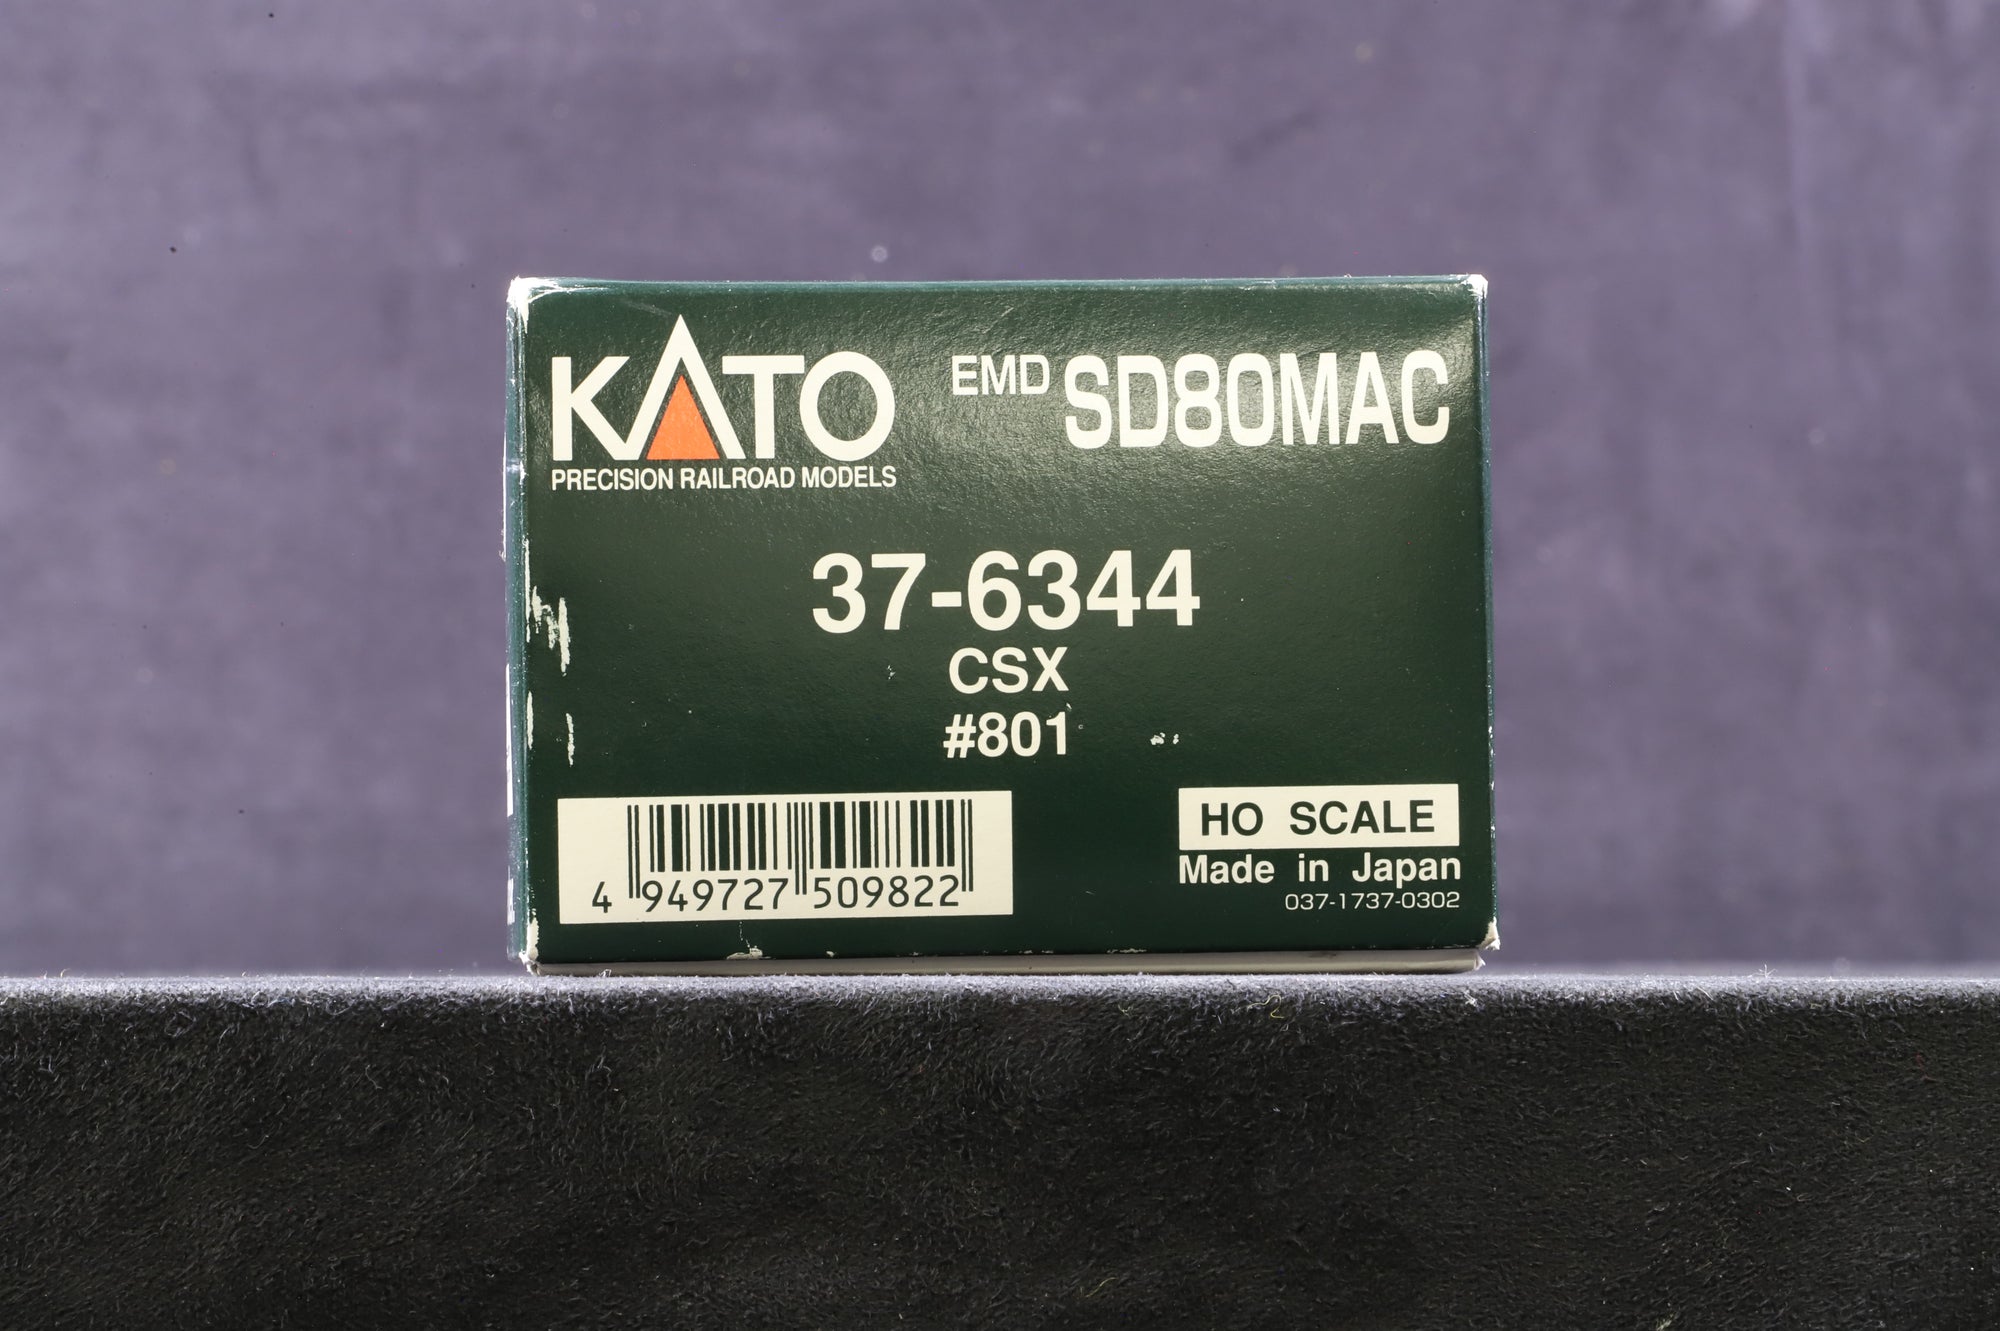 KATO
PRECISION RAILROAD MODELS
EMD SD80MAC
37-6344
CSX
#801
4 949727 509822
HO SCALE
Made in Japan
037-1737-0302